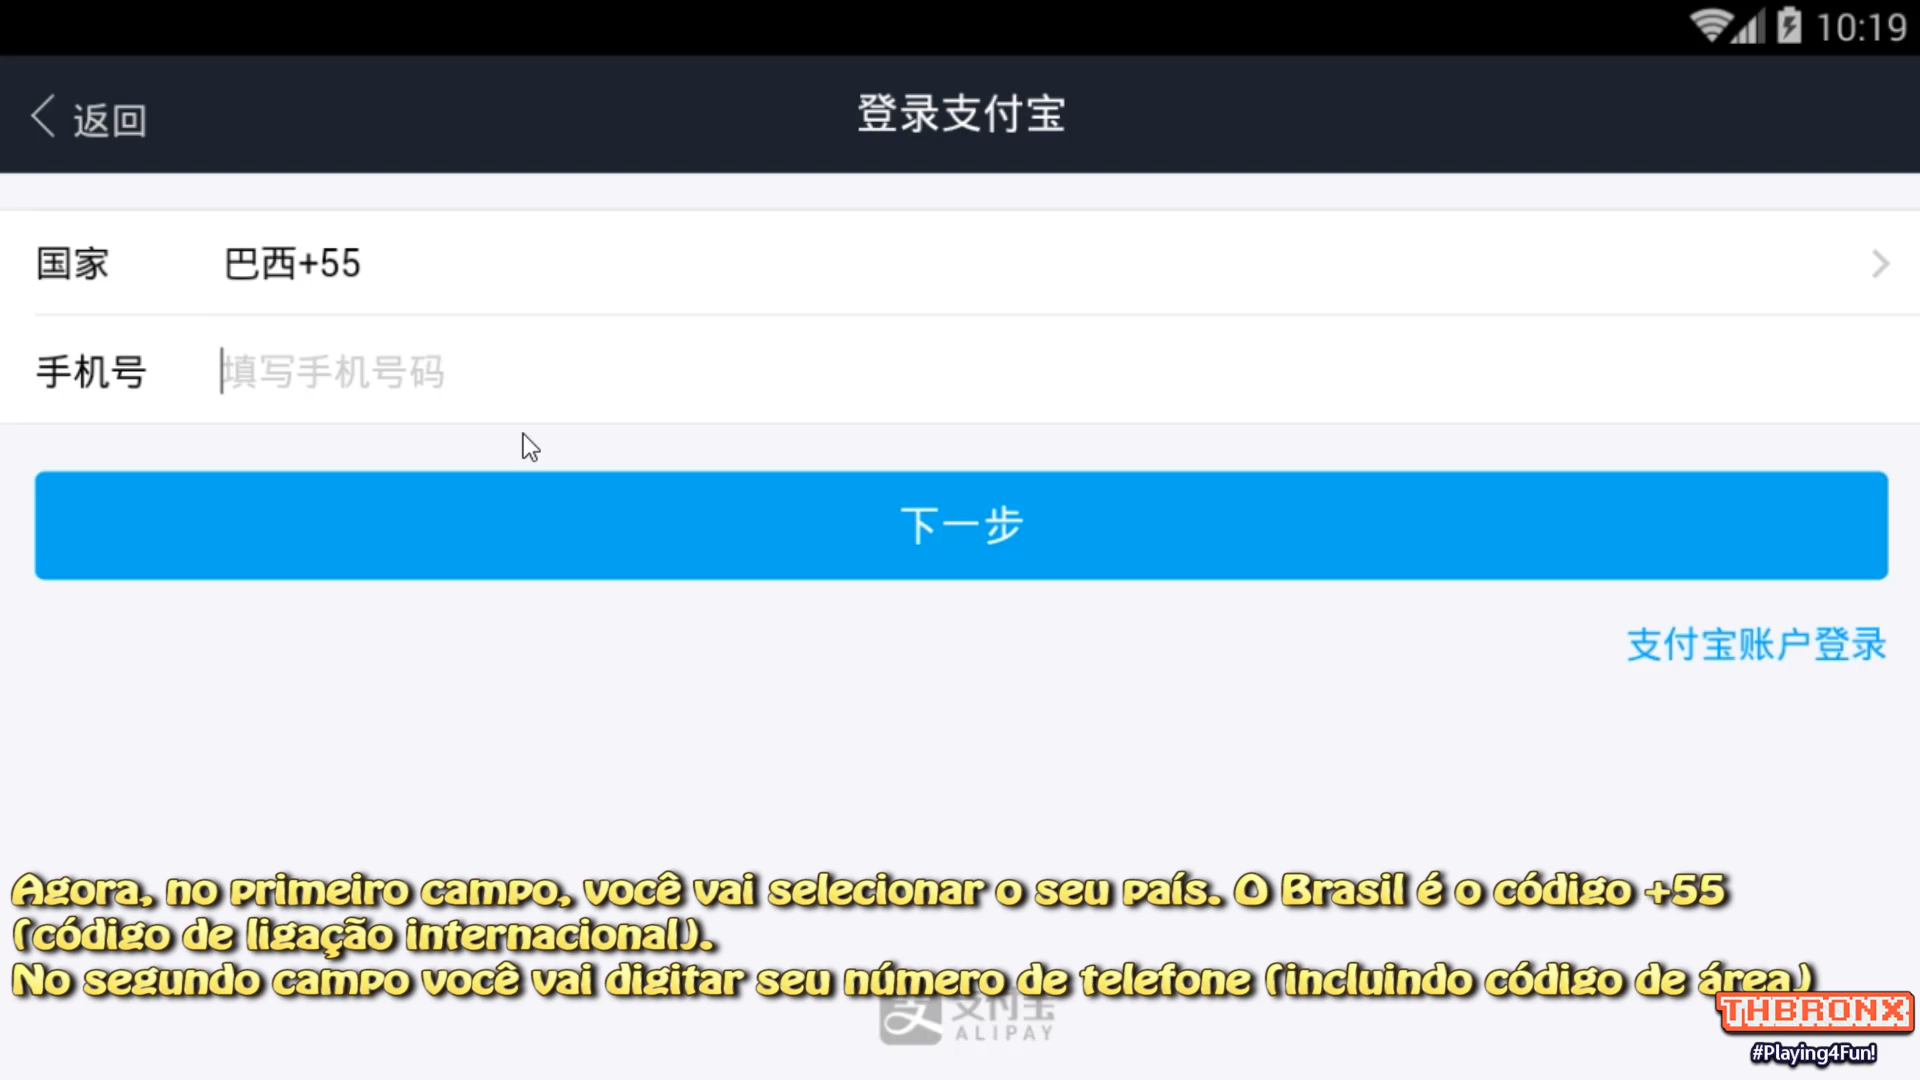 10:19
返回
登录支付宝
国家 巴西+55
手机号 填写手机号码
下一步
支付宝账户登录
Agora, no primeiro campo, você vai selecionar o seu país. O Brasil é o código +55
(código de ligação internacional).
No segundo campo você vai digitar seu número de telefone (incluindo código de área)
支付宝
ALIPAY
THBRONX
#Playing4Fun!